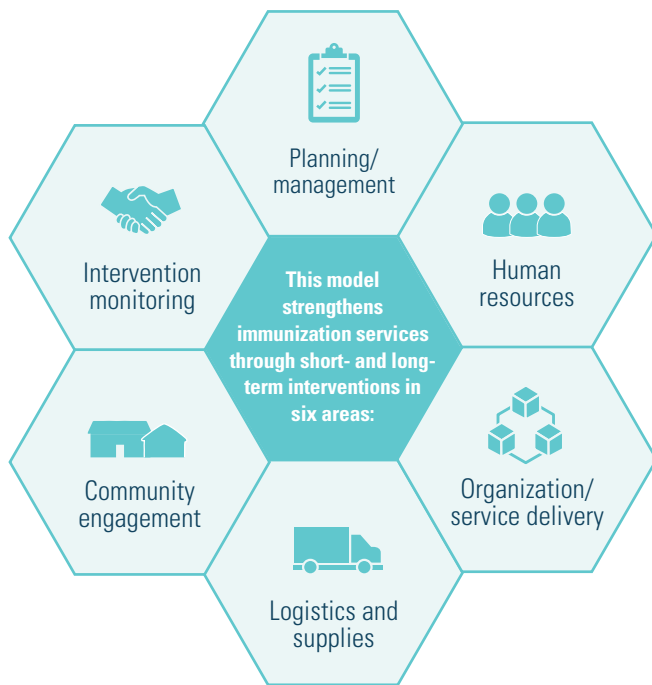 Planning/
management
Human
resources
Organization/
service delivery
Logistics and
supplies
Community
engagement
Intervention
monitoring
This model
strengthens
immunization services
through short- and long-
term interventions in
six areas: